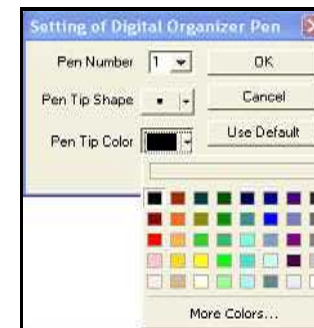 Setting of Digital Organizer Pen
Pen Number 1 OK
Pen Tip Shape Cancel
Pen Tip Color Use Default
More Colors...